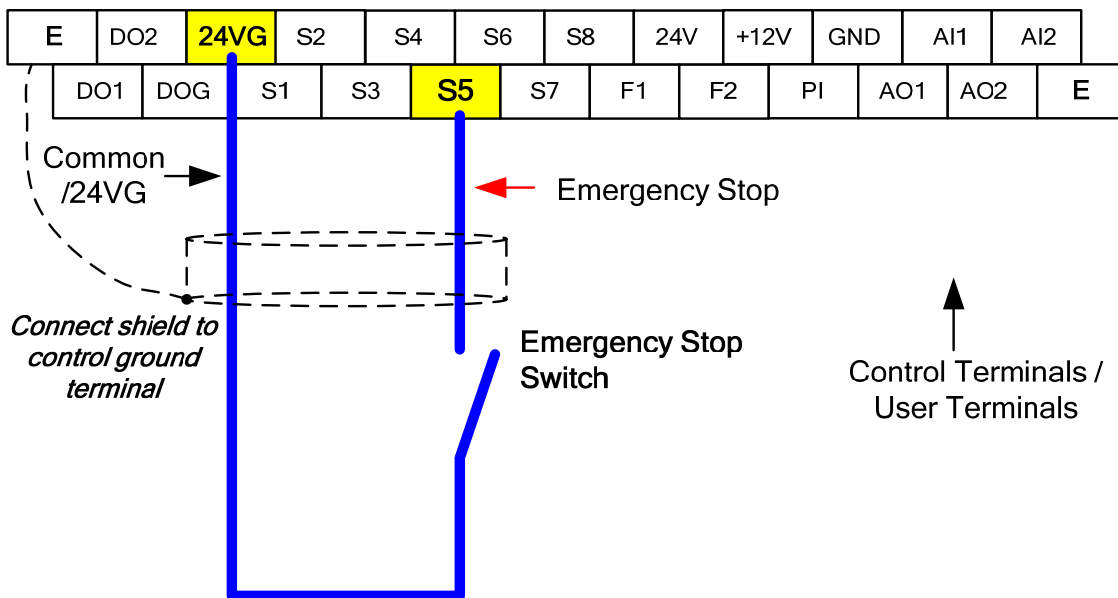 E DO2 24VG S2 S4 S6 S8 24V +12V GND AI1 AI2
DO1 DOG S1 S3 S5 S7 F1 F2 PI AO1 AO2 E
Common
/24VG
Emergency Stop
Connect shield to
control ground
terminal
Emergency Stop
Switch
Control Terminals /
User Terminals